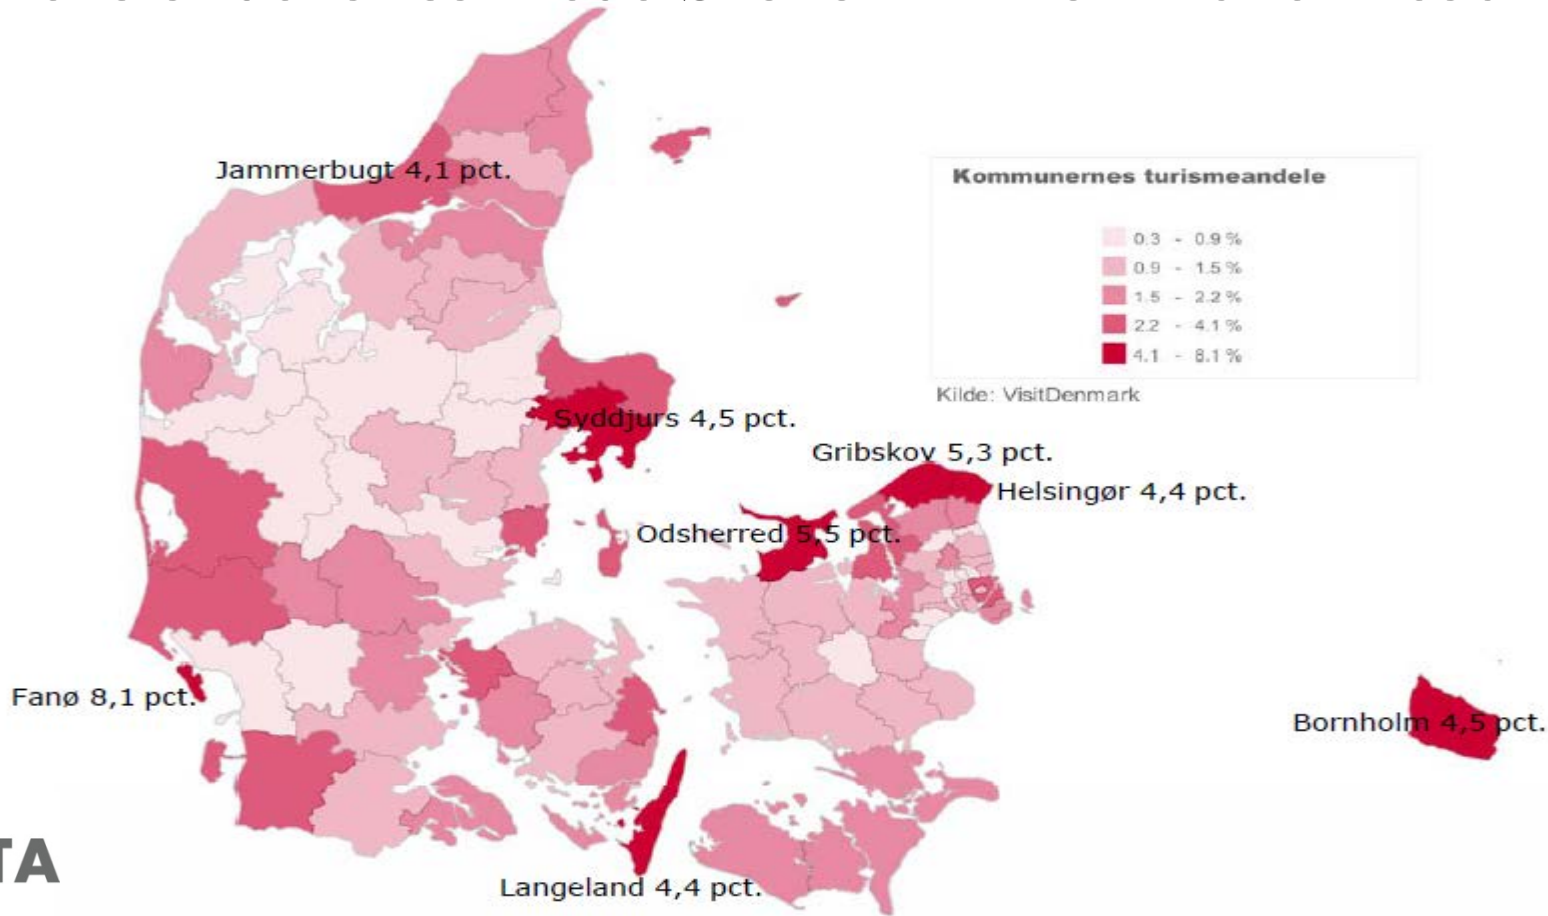 Jammerbugt 4,1 pct.
Kommunernes turismeandele
0.3 - 0.9 %
0.9 - 1.5 %
1.5 - 2.2 %
2.2 - 4.1 %
4.1 - 8.1 %
Kilde: VisitDenmark
Syddjurs 4,5 pct.
Gribskov 5,3 pct.
Helsingør 4,4 pct.
Odsherred 5,5 pct.
Fanø 8,1 pct.
Bornholm 4,5 pct.
TA
Langeland 4,4 pct.